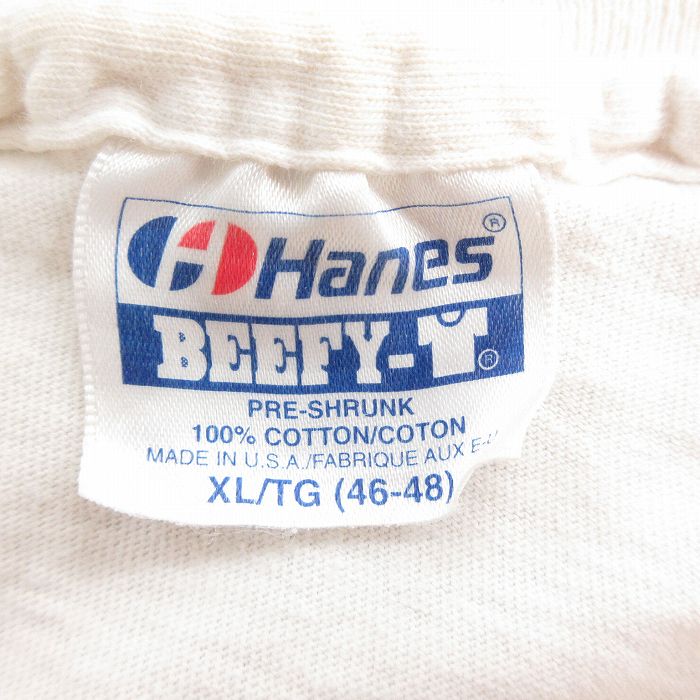 Hanes®
BEEFY-T®
PRE-SHRUNK
100% COTTON/COTON
MADE IN U.S.A./FABRIQUE AUX E-U
XL/TG (46-48)